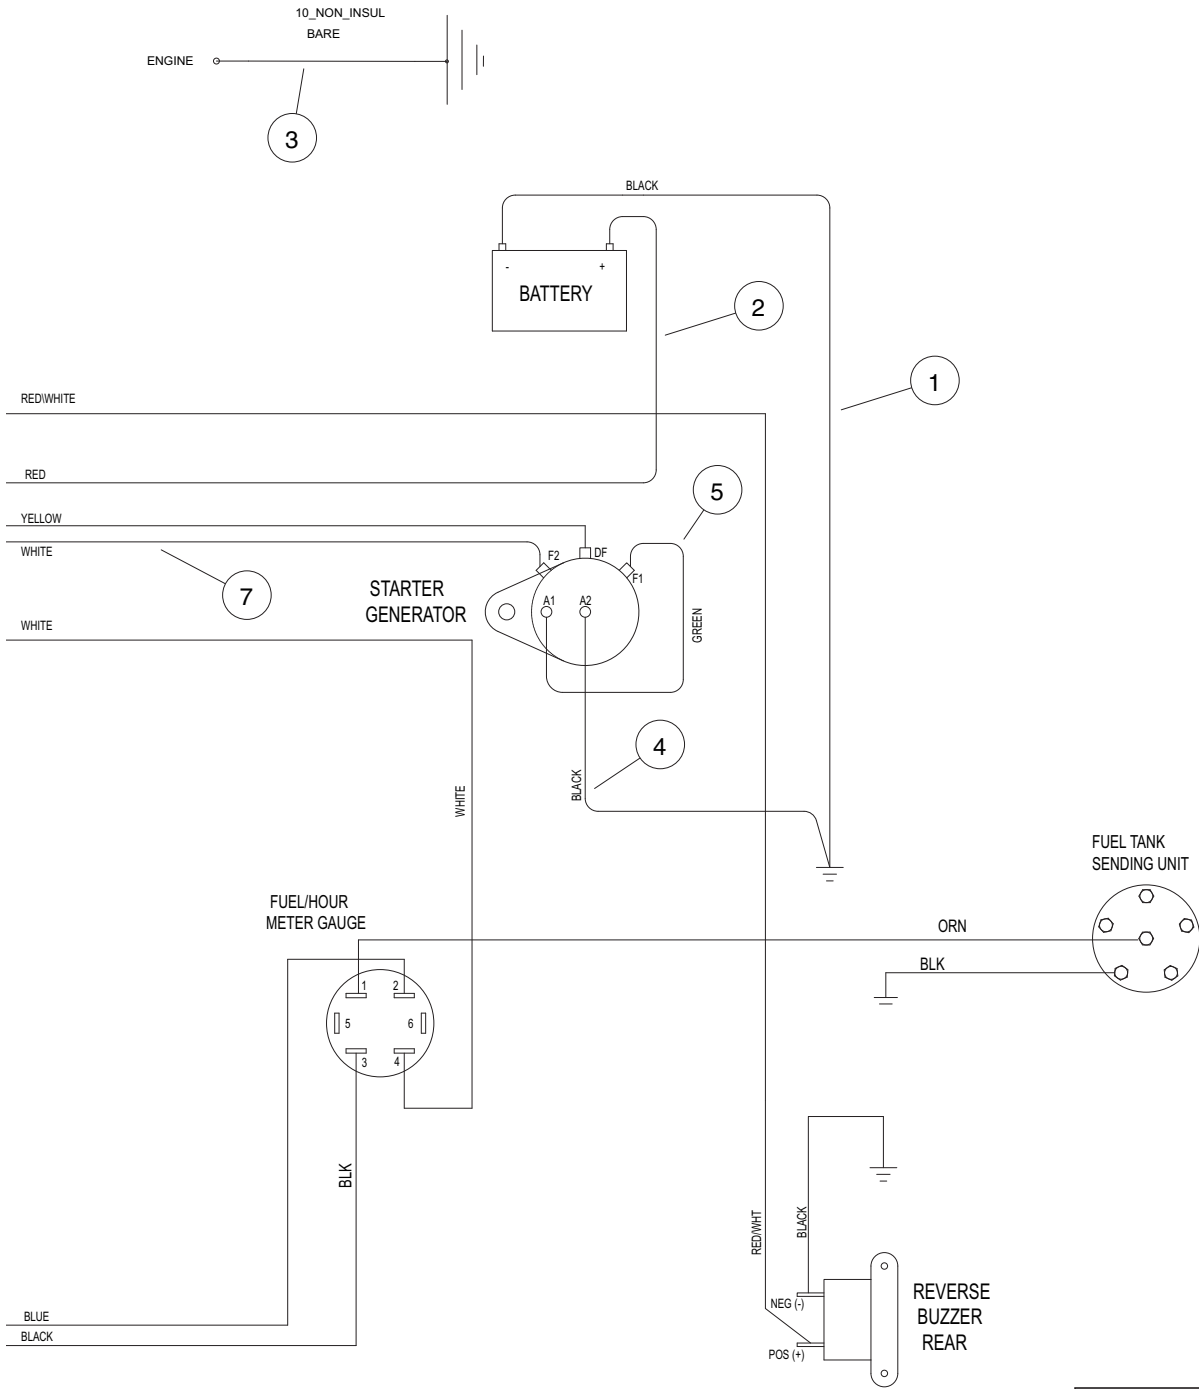 10_NON_INSUL
BARE
ENGINE
3
BLACK
- +
BATTERY
2
1
RED\WHITE
RED
5
YELLOW
WHITE
F2
DF
F1
7
STARTER
GENERATOR
A1
A2
GREEN
WHITE
4
BLACK
WHITE
FUEL TANK
SENDING UNIT
FUEL/HOUR
METER GAUGE
ORN
BLK
1
2
5
6
3
4
BLK
RED/WHT
BLACK
NEG (-)
POS (+)
REVERSE
BUZZER
REAR
BLUE
BLACK